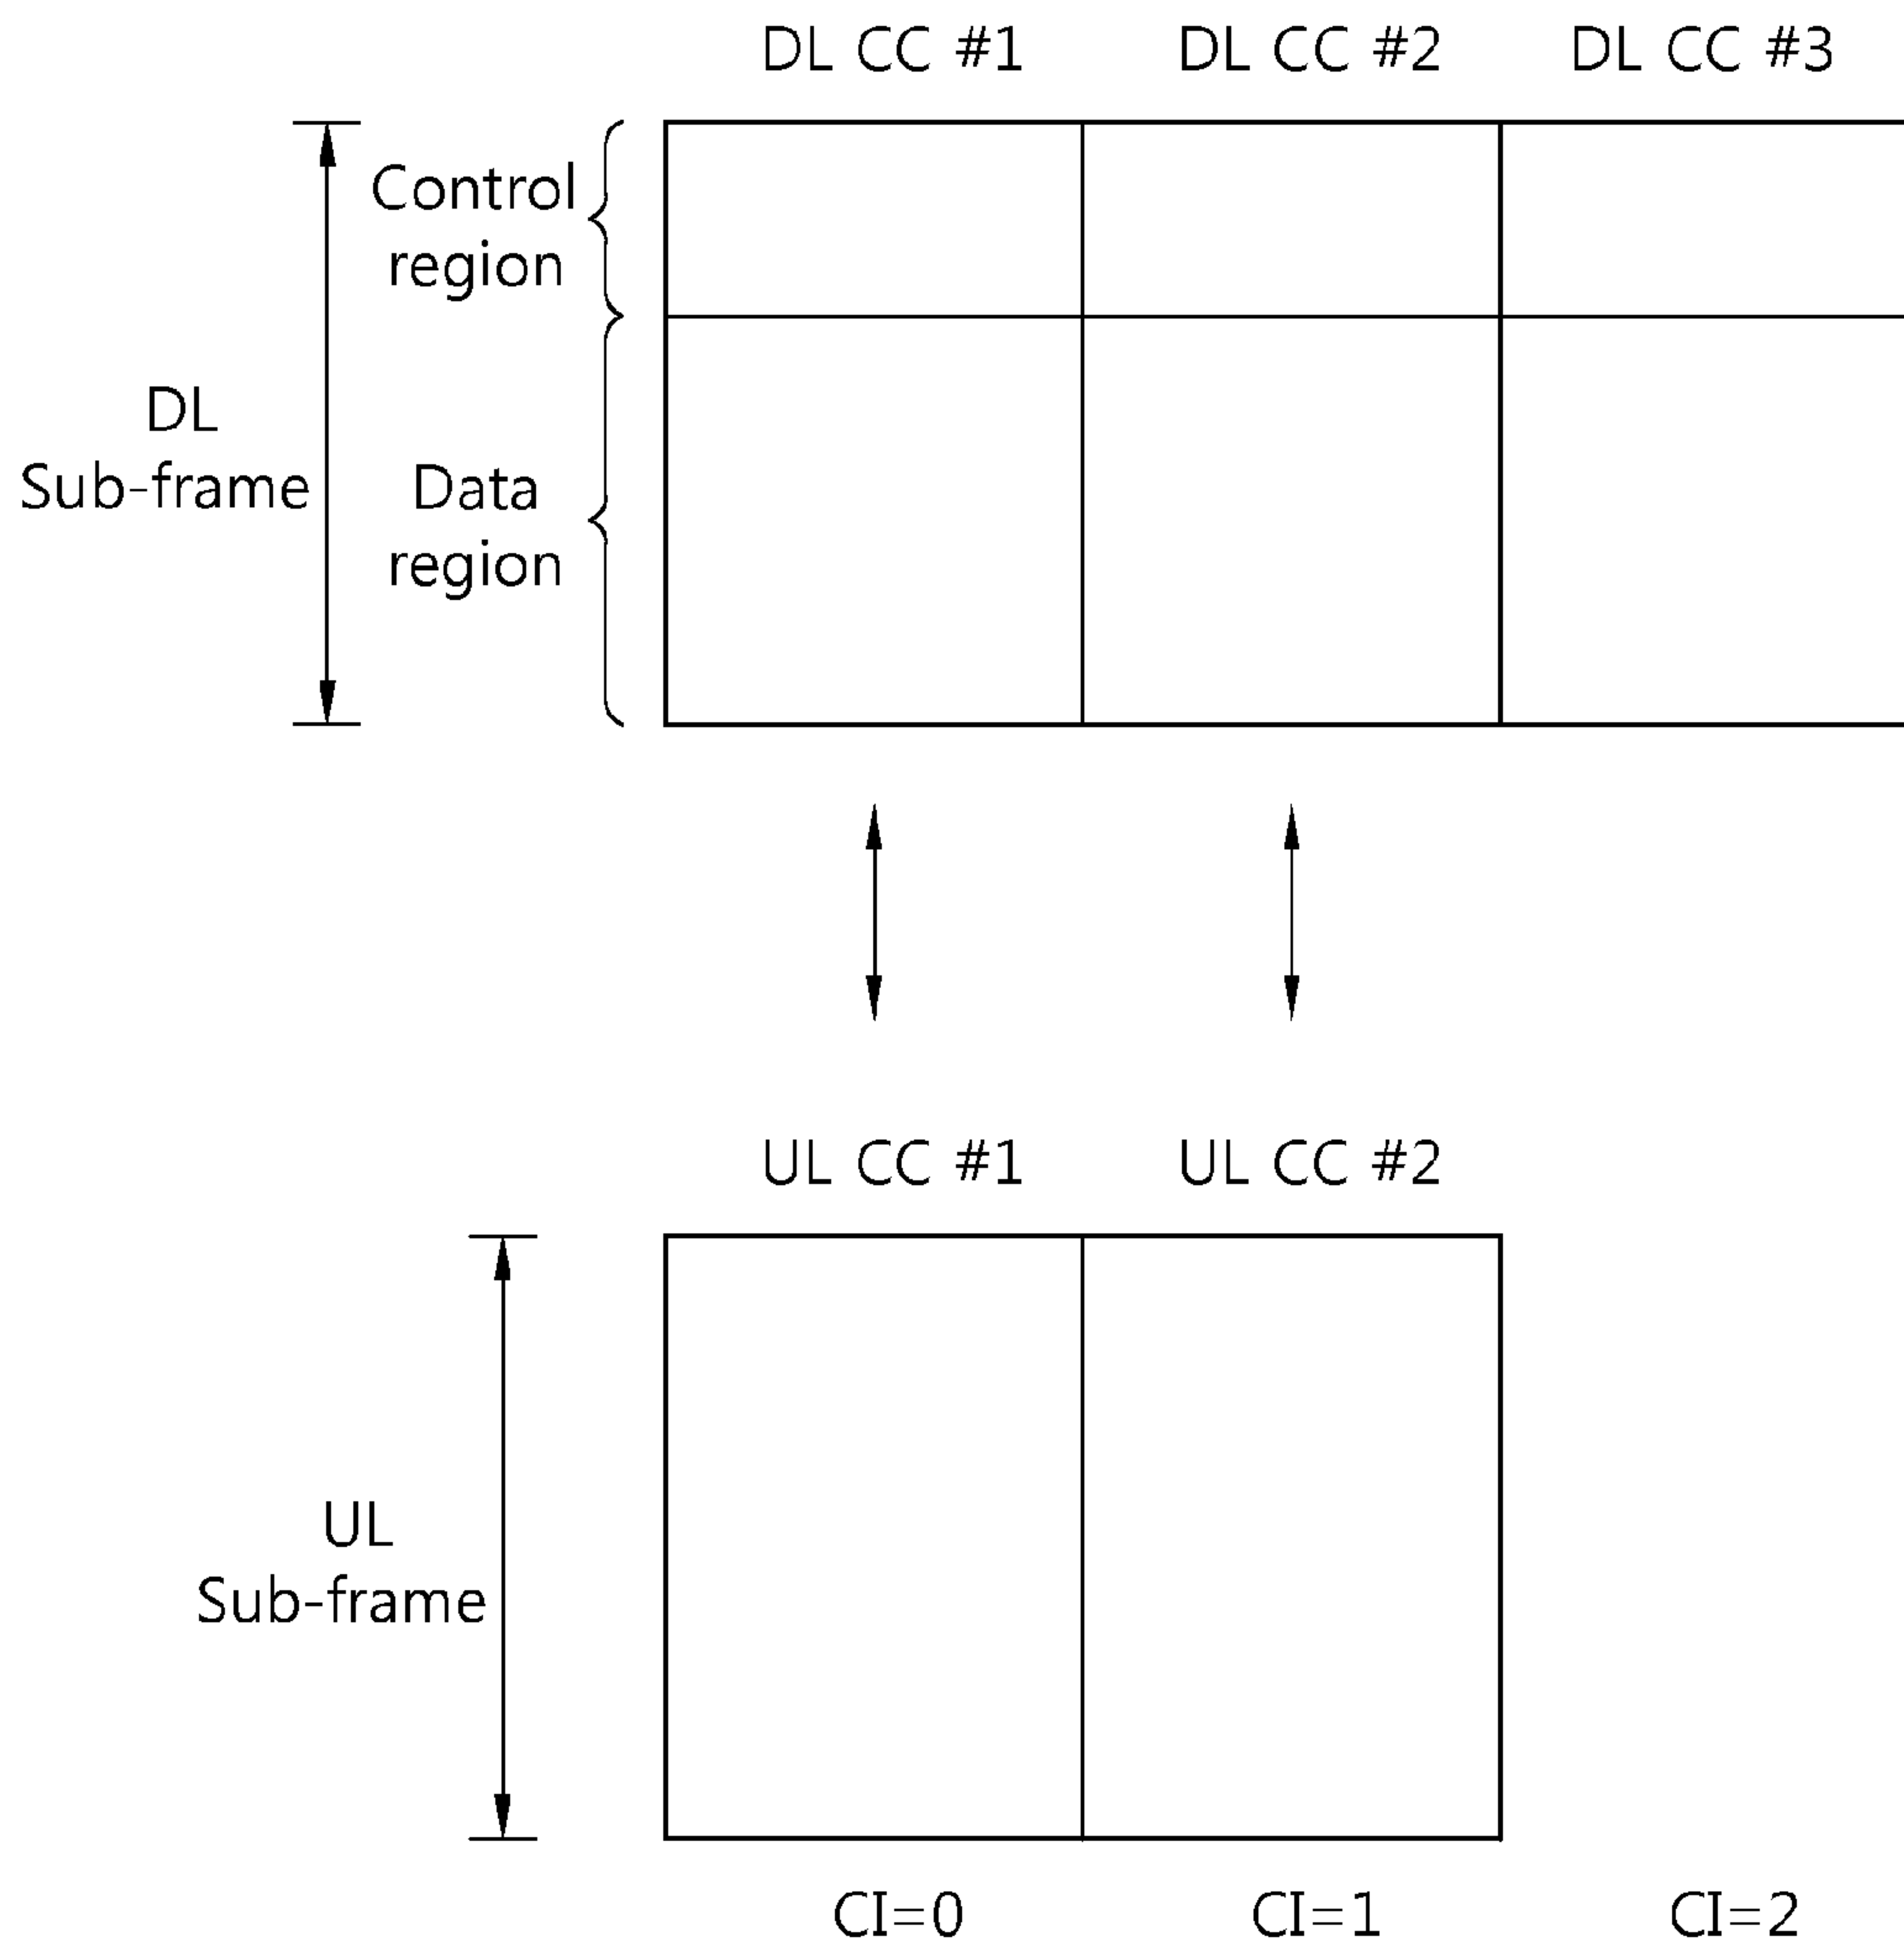 DL CC #1 DL CC #2 DL CC #3
Control
region
DL
Sub-frame
Data
region
UL CC #1 UL CC #2
UL
Sub-frame
CI=0 CI=1 CI=2